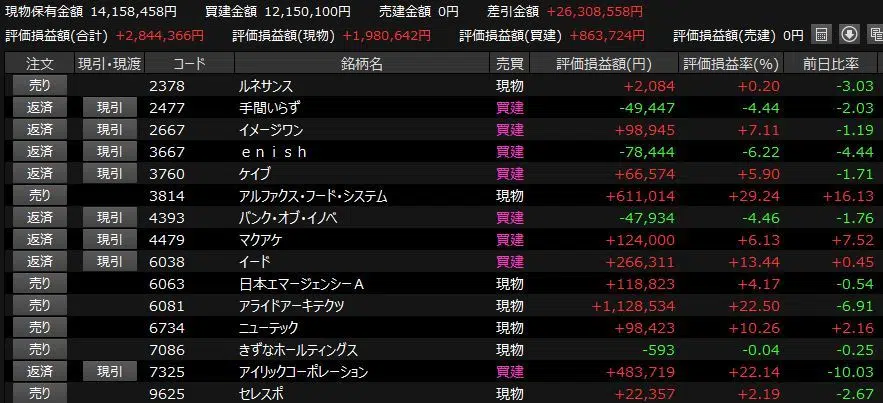 現物保有金額 14,158,458円 買建金額 12,150,100円 売建金額 0円 差引金額 +26,308,558円
評価損益額(合計) +2,844,366円 評価損益額(現物) +1,980,642円 評価損益額(買建) +863,724円 評価損益額(売建) 0円
注文 現引・現渡 コード 銘柄名 売買 評価損益額(円) 評価損益率(%) 前日比率
売り 2378 ルネサンス 現物 +2,084 +0.20 -3.03
返済 現引 2477 手間いらず 買建 -49,447 -4.44 -2.03
返済 現引 2667 イメージワン 買建 +98,945 +7.11 -1.19
返済 現引 3667 ｅｎｉｓｈ 買建 -78,444 -6.22 -4.44
返済 現引 3760 ケイブ 買建 +66,574 +5.90 -1.71
売り 3814 アルファクス・フード・システム 現物 +611,014 +29.24 +16.13
返済 現引 4393 バンク・オブ・イノベ 買建 -47,934 -4.46 -1.76
返済 現引 4479 マクアケ 買建 +124,000 +6.13 +7.52
返済 現引 6038 イード 買建 +266,311 +13.44 +0.45
売り 6063 日本エマージェンシーＡ 現物 +118,823 +4.17 -0.54
売り 6081 アライドアーキテクツ 現物 +1,128,534 +22.50 -6.91
売り 6734 ニューテック 現物 +98,423 +10.26 +2.16
売り 7086 きずなホールディングス 現物 -593 -0.04 -0.25
返済 現引 7325 アイリックコーポレーション 買建 +483,719 +22.14 -10.03
売り 9625 セレスポ 現物 +22,357 +2.19 -2.67